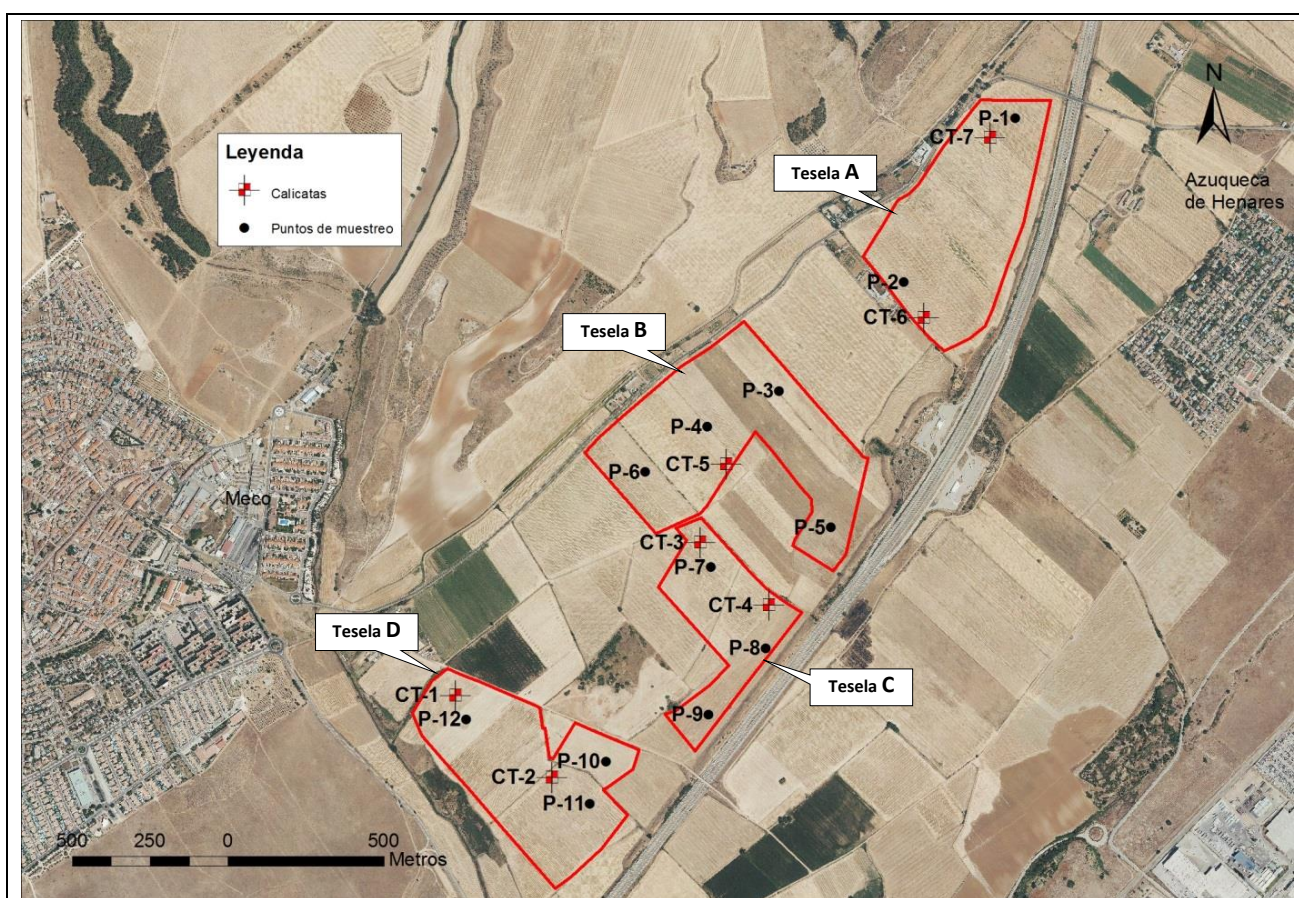 N
P-1
CT-7
Leyenda
Calicatas
Puntos de muestreo
Tesela A
Azuqueca
de Henares
P-2
CT-6
Tesela B
P-3
P-4
CT-5
P-6
Meco
P-5
CT-3
P-7
CT-4
Tesela D
P-8
Tesela C
CT-1
P-12
P-9
P-10
CT-2
P-11
500 250 0 500
Metros